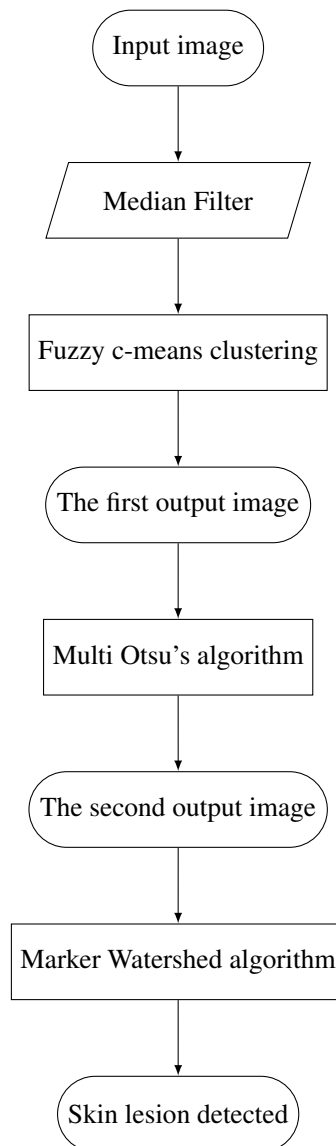 Input image
Median Filter
Fuzzy c-means clustering
The first output image
Multi Otsu's algorithm
The second output image
Marker Watershed algorithm
Skin lesion detected